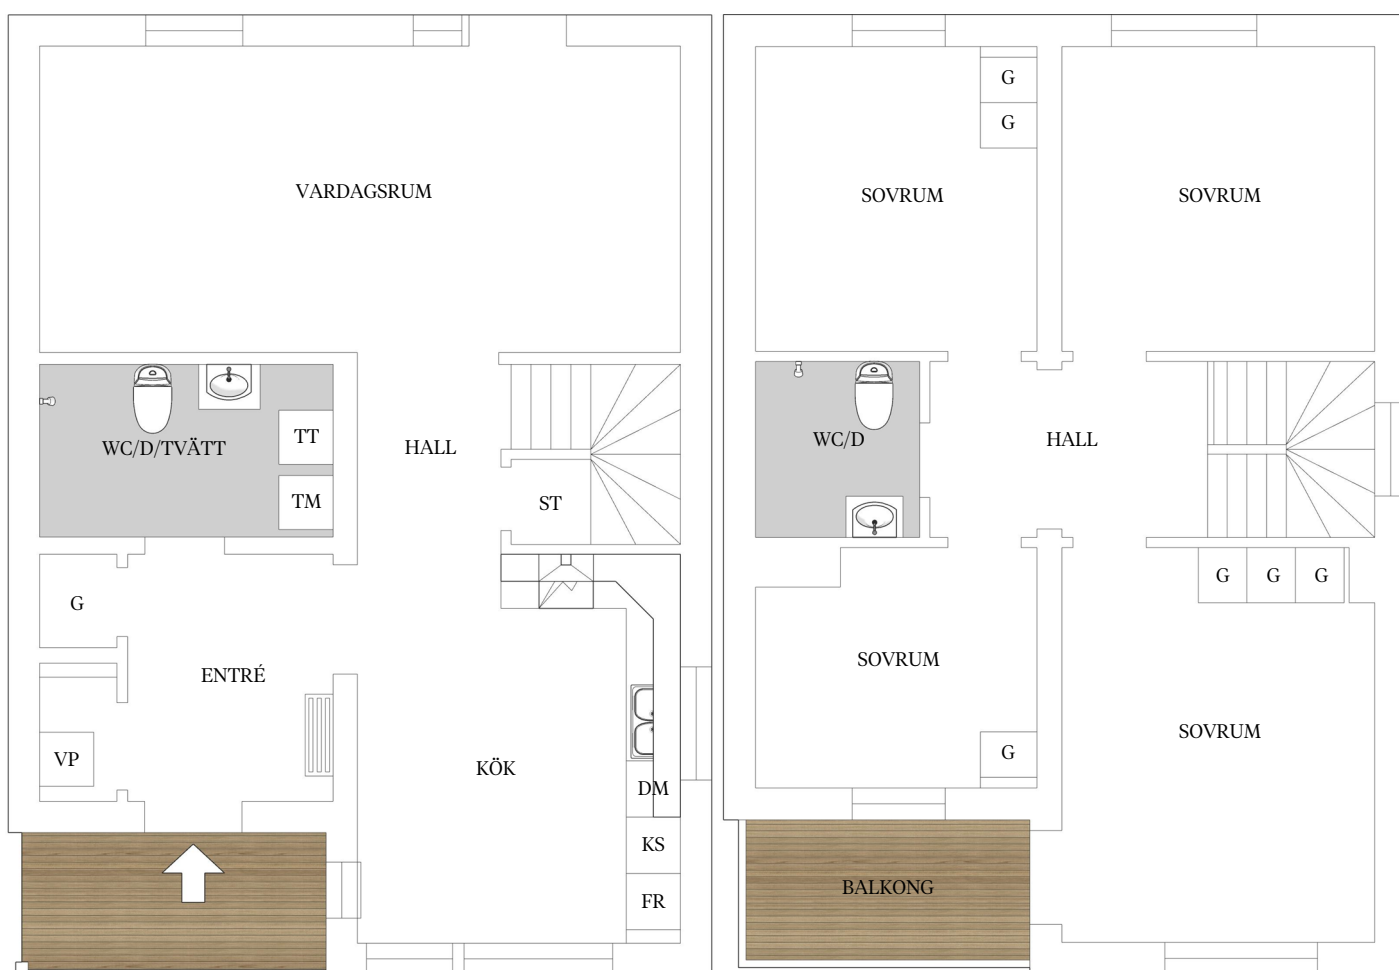 VARDAGSRUM
WC/D/TVÄTT
TT
TM
HALL
ST
G
ENTRÉ
VP
KÖK
DM
KS
FR
G
G
SOVRUM
SOVRUM
WC/D
HALL
G G G
SOVRUM
G
SOVRUM
BALKONG